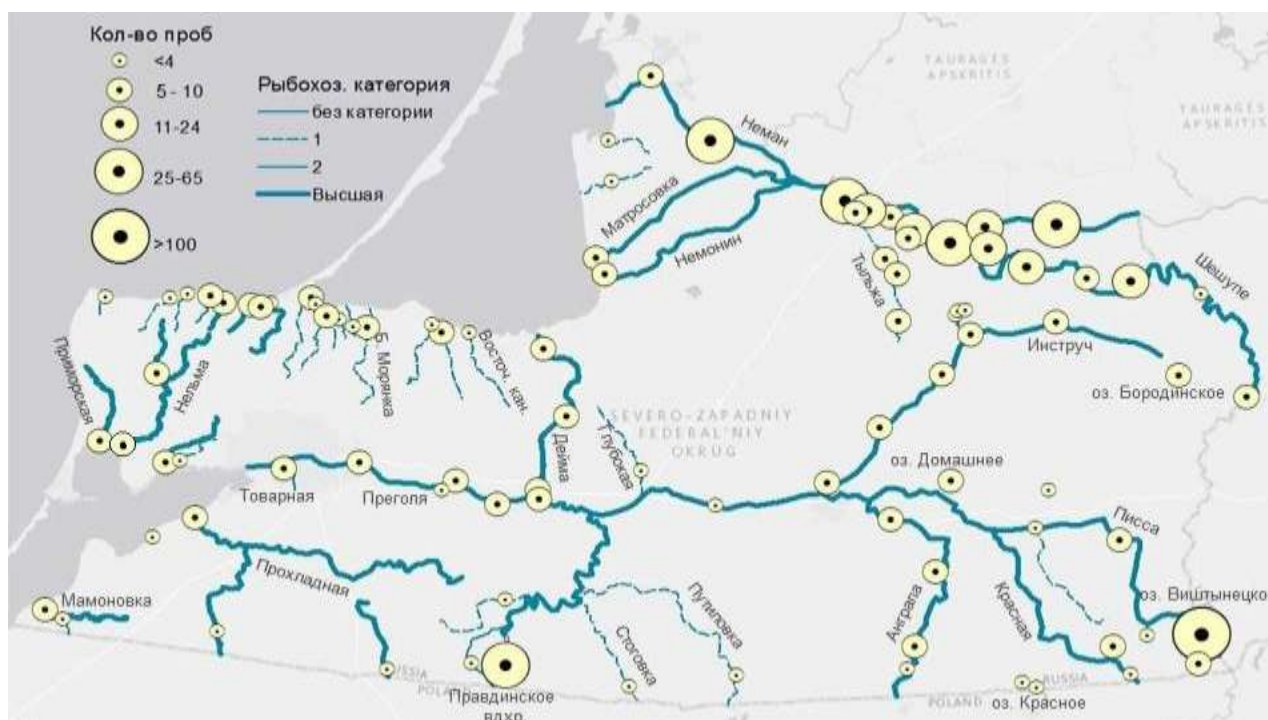 Кол-во проб
<4
5 - 10
11-24
25-65
>100
Рыбохоз. категория
без категории
1
2
Высшая
TAURAGES
APSKRITIS
TAURAGES
APSKRITIS
Неман
Матросовка
Немонин
Тыльжа
Шешупе
Инструч
оз. Бородинское
Приморская
Нельма
б. Морянка
Восточ. кан.
SEVERO-ZAPADNIY
FEDERAL'NIY
OKRUG
Дейма
Глубокая
оз. Домашнее
Товарная
Преголя
Писса
Прохладная
Мамоновка
Путиловка
Стоговка
Анграпа
Красная
оз. Виштынецко
RUSSIA
POLAND
Правдинское
вдхр
RUSSIA
POLAND
оз. Красное